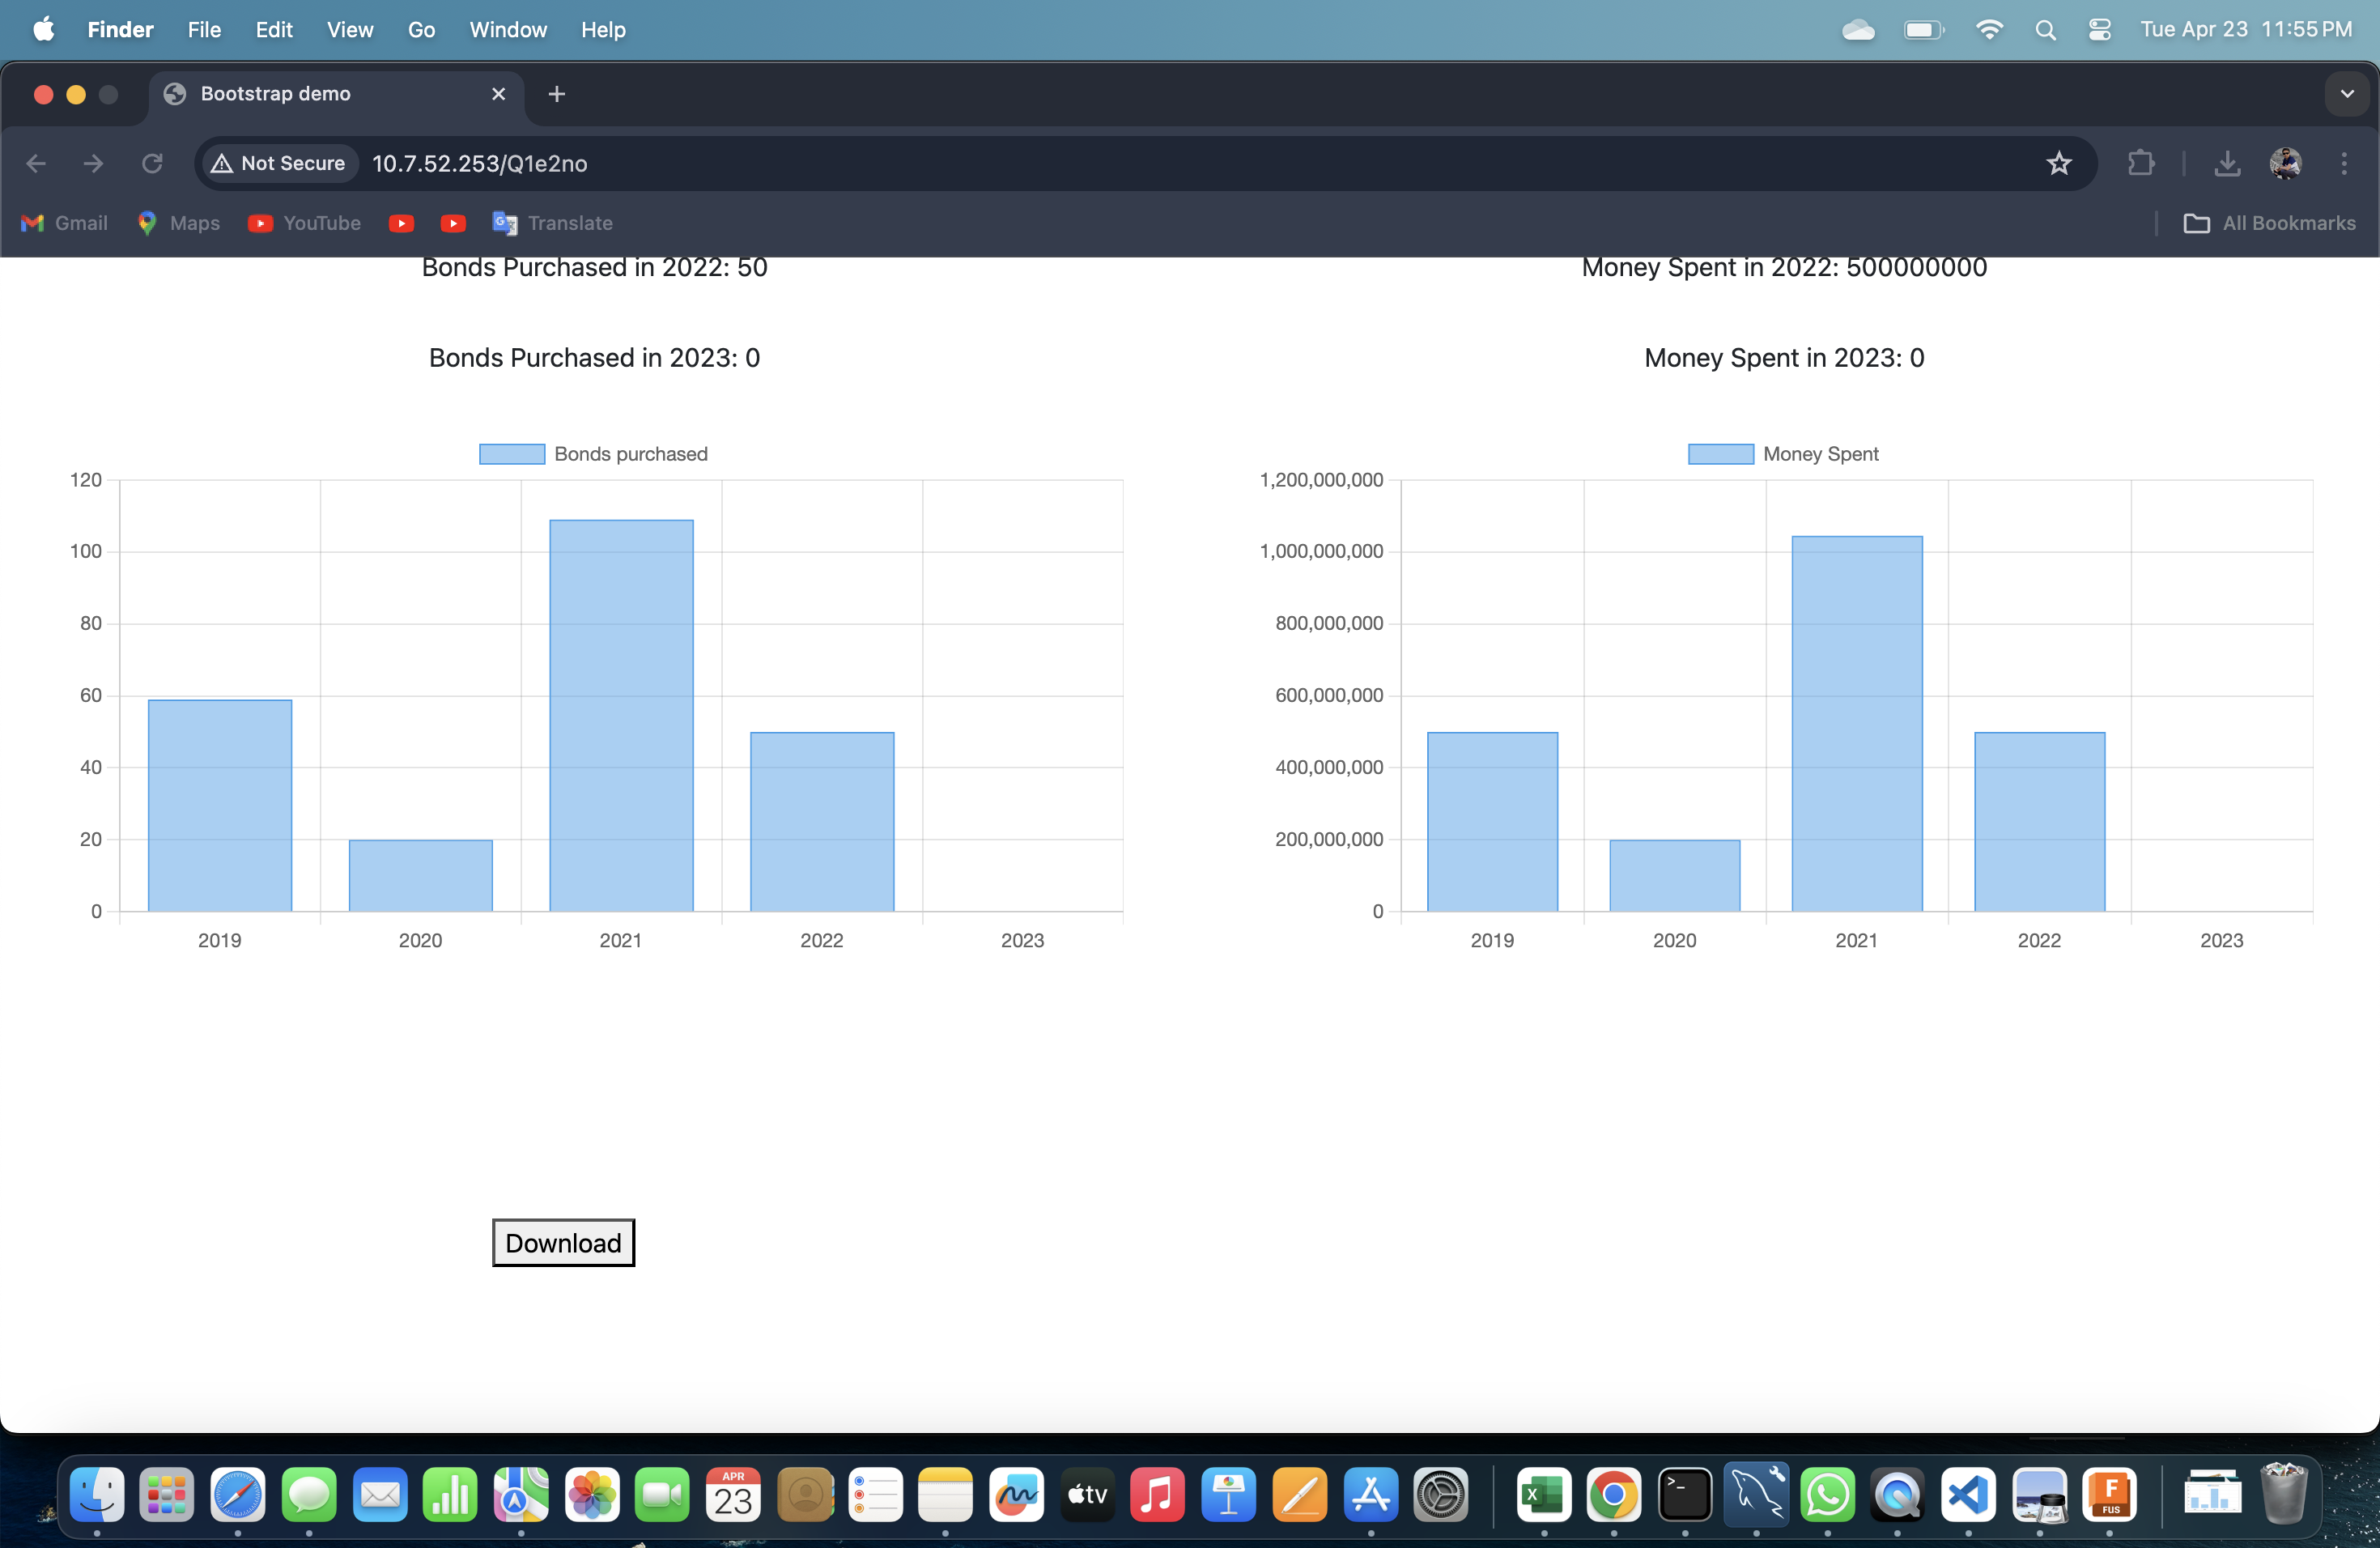 Finder File Edit View Go Window Help Tue Apr 23 11:55 PM
Bootstrap demo
Not Secure 10.7.52.253/Q1e2no
Gmail Maps YouTube Translate All Bookmarks
Bonds Purchased in 2022: 50
Money Spent in 2022: 500000000
Bonds Purchased in 2023: 0
Money Spent in 2023: 0
Bonds purchased
120
100
80
60
40
20
0
2019 2020 2021 2022 2023
Money Spent
1,200,000,000
1,000,000,000
800,000,000
600,000,000
400,000,000
200,000,000
0
2019 2020 2021 2022 2023
Download
APR
23
tv
X
F
FUS